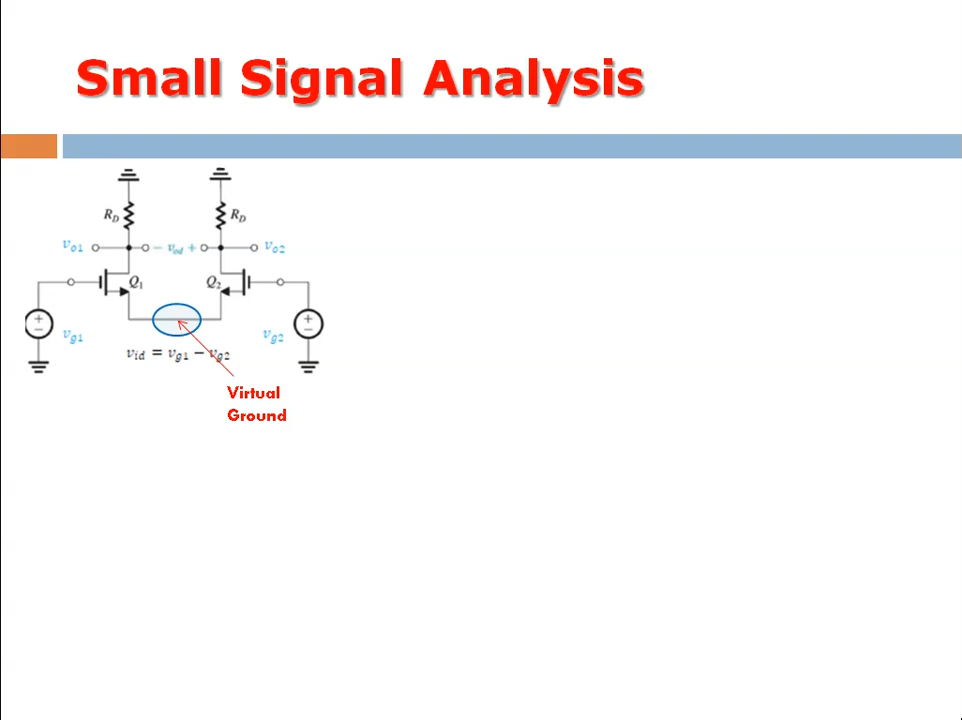 Small Signal Analysis
R_D R_D
v_o1 − v_od + v_o2
Q_1 Q_2
+ − v_g1 v_g2 + −
v_id = v_g1 − v_g2
Virtual
Ground